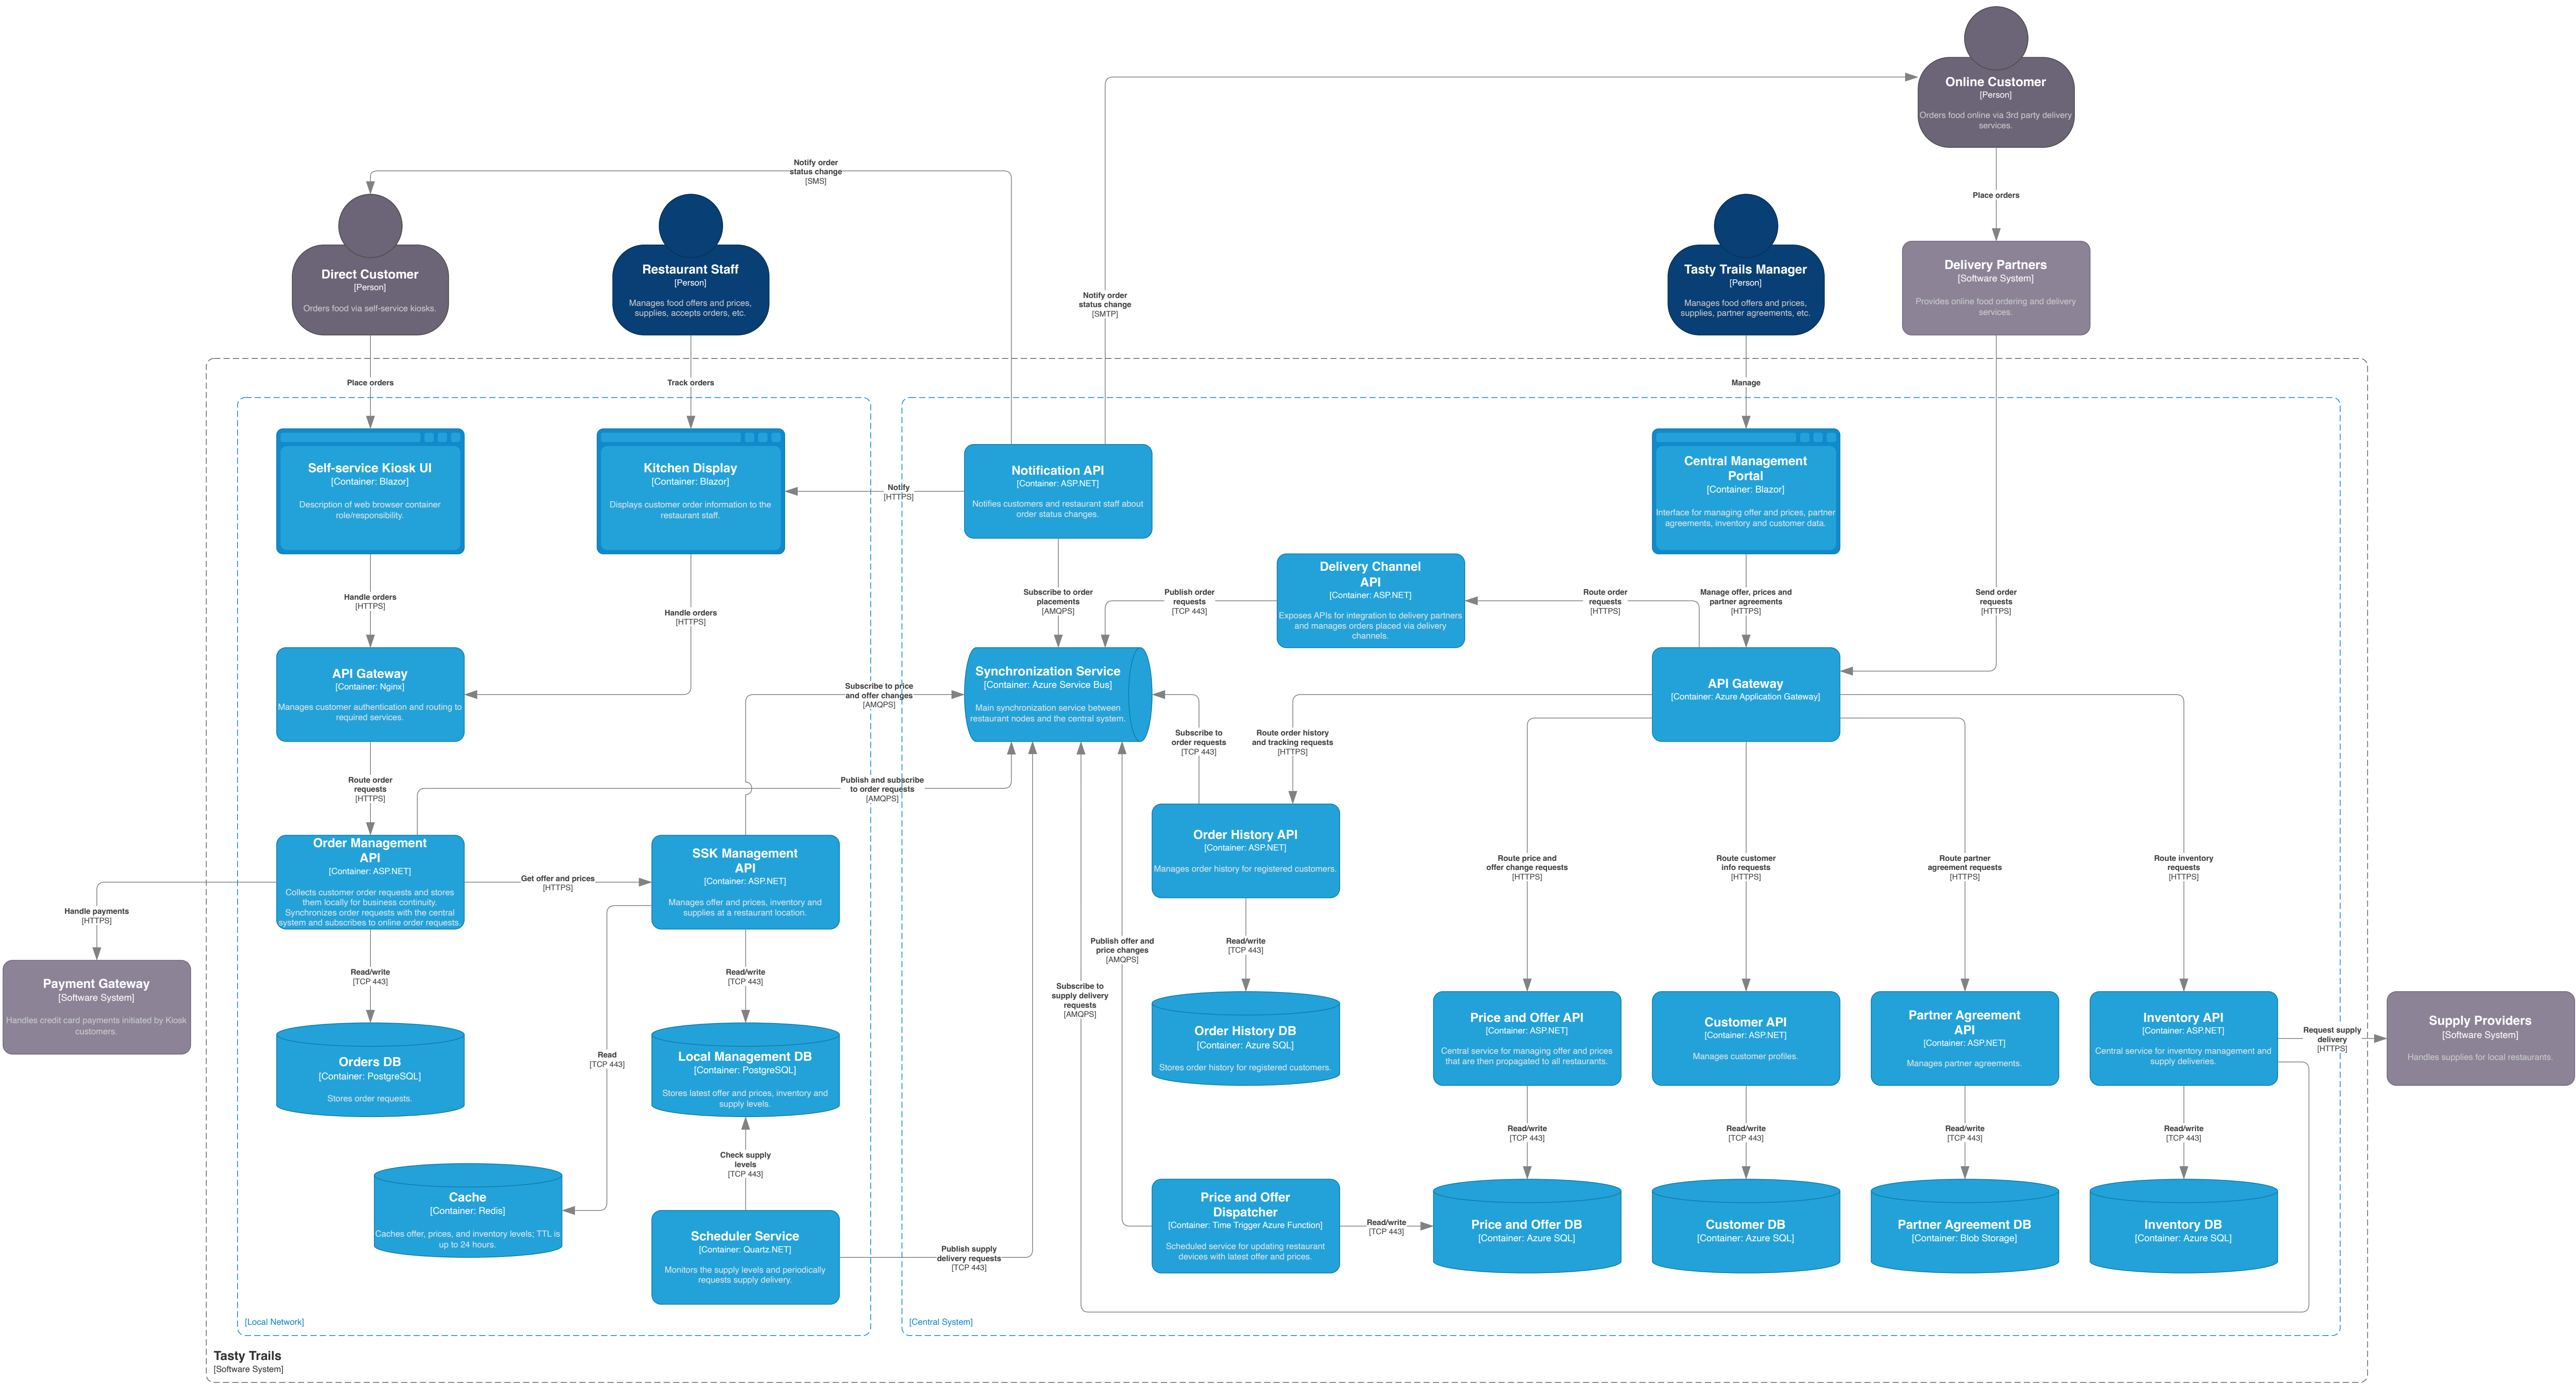 Online Customer
[Person]
Orders food online via 3rd party delivery
services.
Notify order
status change
[SMS]
Place orders
Direct Customer
[Person]
Orders food via self-service kiosks.
Restaurant Staff
[Person]
Manages food offers and prices,
supplies, accepts orders, etc.
Notify order
status change
[SMTP]
Tasty Trails Manager
[Person]
Manages food offers and prices,
supplies, partner agreements, etc.
Delivery Partners
[Software System]
Provides online food ordering and delivery
services.
Place orders
Track orders
Manage
Self-service Kiosk UI
[Container: Blazor]
Description of web browser container
role/responsibility.
Kitchen Display
[Container: Blazor]
Displays customer order information to the
restaurant staff.
Notify
[HTTPS]
Notification API
[Container: ASP.NET]
Notifies customers and restaurant staff about
order status changes.
Central Management
Portal
[Container: Blazor]
Interface for managing offer and prices, partner
agreements, inventory and customer data.
Handle orders
[HTTPS]
Handle orders
[HTTPS]
Subscribe to order
placements
[AMQPS]
Publish order
requests
[TCP 443]
Delivery Channel
API
[Container: ASP.NET]
Exposes APIs for integration to delivery partners
and manages orders placed via delivery
channels.
Route order
requests
[HTTPS]
Manage offer, prices and
partner agreements
[HTTPS]
Send order
requests
[HTTPS]
API Gateway
[Container: Nginx]
Manages customer authentication and routing to
required services.
Subscribe to price
and offer changes
[AMQPS]
Synchronization Service
[Container: Azure Service Bus]
Main synchronization service between
restaurant nodes and the central system.
API Gateway
[Container: Azure Application Gateway]
Subscribe to
order requests
[TCP 443]
Route order history
and tracking requests
[HTTPS]
Route order
requests
[HTTPS]
Publish and subscribe
to order requests
[AMQPS]
Order Management
API
[Container: ASP.NET]
Collects customer order requests and stores
them locally for business continuity.
Synchronizes order requests with the central
system and subscribes to online order requests.
Get offer and prices
[HTTPS]
SSK Management
API
[Container: ASP.NET]
Manages offer and prices, inventory and
supplies at a restaurant location.
Order History API
[Container: ASP.NET]
Manages order history for registered customers.
Route price and
offer change requests
[HTTPS]
Route customer
info requests
[HTTPS]
Route partner
agreement requests
[HTTPS]
Route inventory
requests
[HTTPS]
Handle payments
[HTTPS]
Payment Gateway
[Software System]
Handles credit card payments initiated by Kiosk
customers.
Read/write
[TCP 443]
Read/write
[TCP 443]
Publish offer and
price changes
[AMQPS]
Read/write
[TCP 443]
Subscribe to
supply delivery
requests
[AMQPS]
Orders DB
[Container: PostgreSQL]
Stores order requests.
Read
[TCP 443]
Local Management DB
[Container: PostgreSQL]
Stores latest offer and prices, inventory and
supply levels.
Order History DB
[Container: Azure SQL]
Stores order history for registered customers.
Price and Offer API
[Container: ASP.NET]
Central service for managing offer and prices
that are then propagated to all restaurants.
Customer API
[Container: ASP.NET]
Manages customer profiles.
Partner Agreement
API
[Container: ASP.NET]
Manages partner agreements.
Inventory API
[Container: ASP.NET]
Central service for inventory management and
supply deliveries.
Request supply
delivery
[HTTPS]
Supply Providers
[Software System]
Handles supplies for local restaurants.
Check supply
levels
[TCP 443]
Read/write
[TCP 443]
Read/write
[TCP 443]
Read/write
[TCP 443]
Read/write
[TCP 443]
Cache
[Container: Redis]
Caches offer, prices, and inventory levels; TTL is
up to 24 hours.
Scheduler Service
[Container: Quartz.NET]
Monitors the supply levels and periodically
requests supply delivery.
Publish supply
delivery requests
[TCP 443]
Price and Offer
Dispatcher
[Container: Time Trigger Azure Function]
Scheduled service for updating restaurant
devices with latest offer and prices.
Read/write
[TCP 443]
Price and Offer DB
[Container: Azure SQL]
Customer DB
[Container: Azure SQL]
Partner Agreement DB
[Container: Blob Storage]
Inventory DB
[Container: Azure SQL]
[Local Network]
[Central System]
Tasty Trails
[Software System]